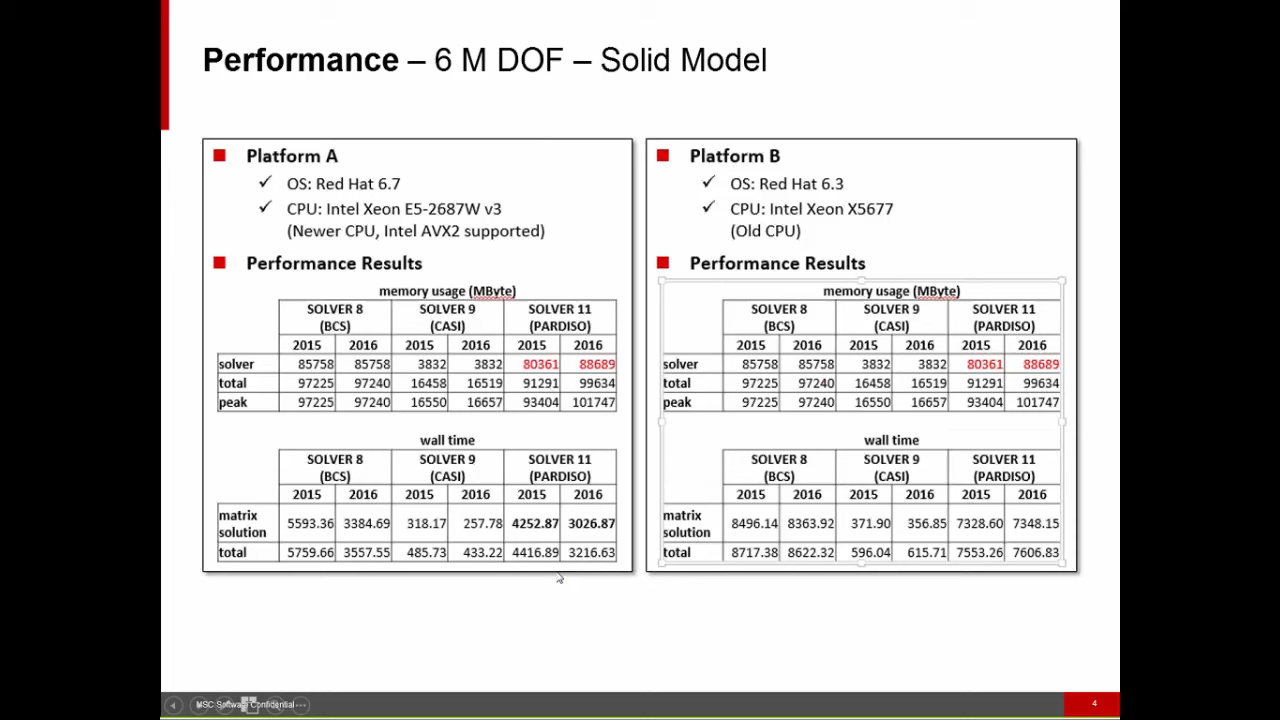 Performance – 6 M DOF – Solid Model
Platform A
OS: Red Hat 6.7
CPU: Intel Xeon E5-2687W v3
(Newer CPU, Intel AVX2 supported)
Performance Results
memory usage (MByte)
SOLVER 8 SOLVER 9 SOLVER 11
(BCS) (CASI) (PARDISO)
2015 2016 2015 2016 2015 2016
solver 85758 85758 3832 3832 80361 88689
total 97225 97240 16458 16519 91291 99634
peak 97225 97240 16550 16657 93404 101747
wall time
SOLVER 8 SOLVER 9 SOLVER 11
(BCS) (CASI) (PARDISO)
2015 2016 2015 2016 2015 2016
matrix
solution 5593.36 3384.69 318.17 257.78 4252.87 3026.87
total 5759.66 3557.55 485.73 433.22 4416.89 3216.63
Platform B
OS: Red Hat 6.3
CPU: Intel Xeon X5677
(Old CPU)
Performance Results
memory usage (MByte)
SOLVER 8 SOLVER 9 SOLVER 11
(BCS) (CASI) (PARDISO)
2015 2016 2015 2016 2015 2016
solver 85758 85758 3832 3832 80361 88689
total 97225 97240 16458 16519 91291 99634
peak 97225 97240 16550 16657 93404 101747
wall time
SOLVER 8 SOLVER 9 SOLVER 11
(BCS) (CASI) (PARDISO)
2015 2016 2015 2016 2015 2016
matrix
solution 8496.14 8363.92 371.90 356.85 7328.60 7348.15
total 8717.38 8622.32 596.04 615.71 7553.26 7606.83
MSC Software Confidential
4